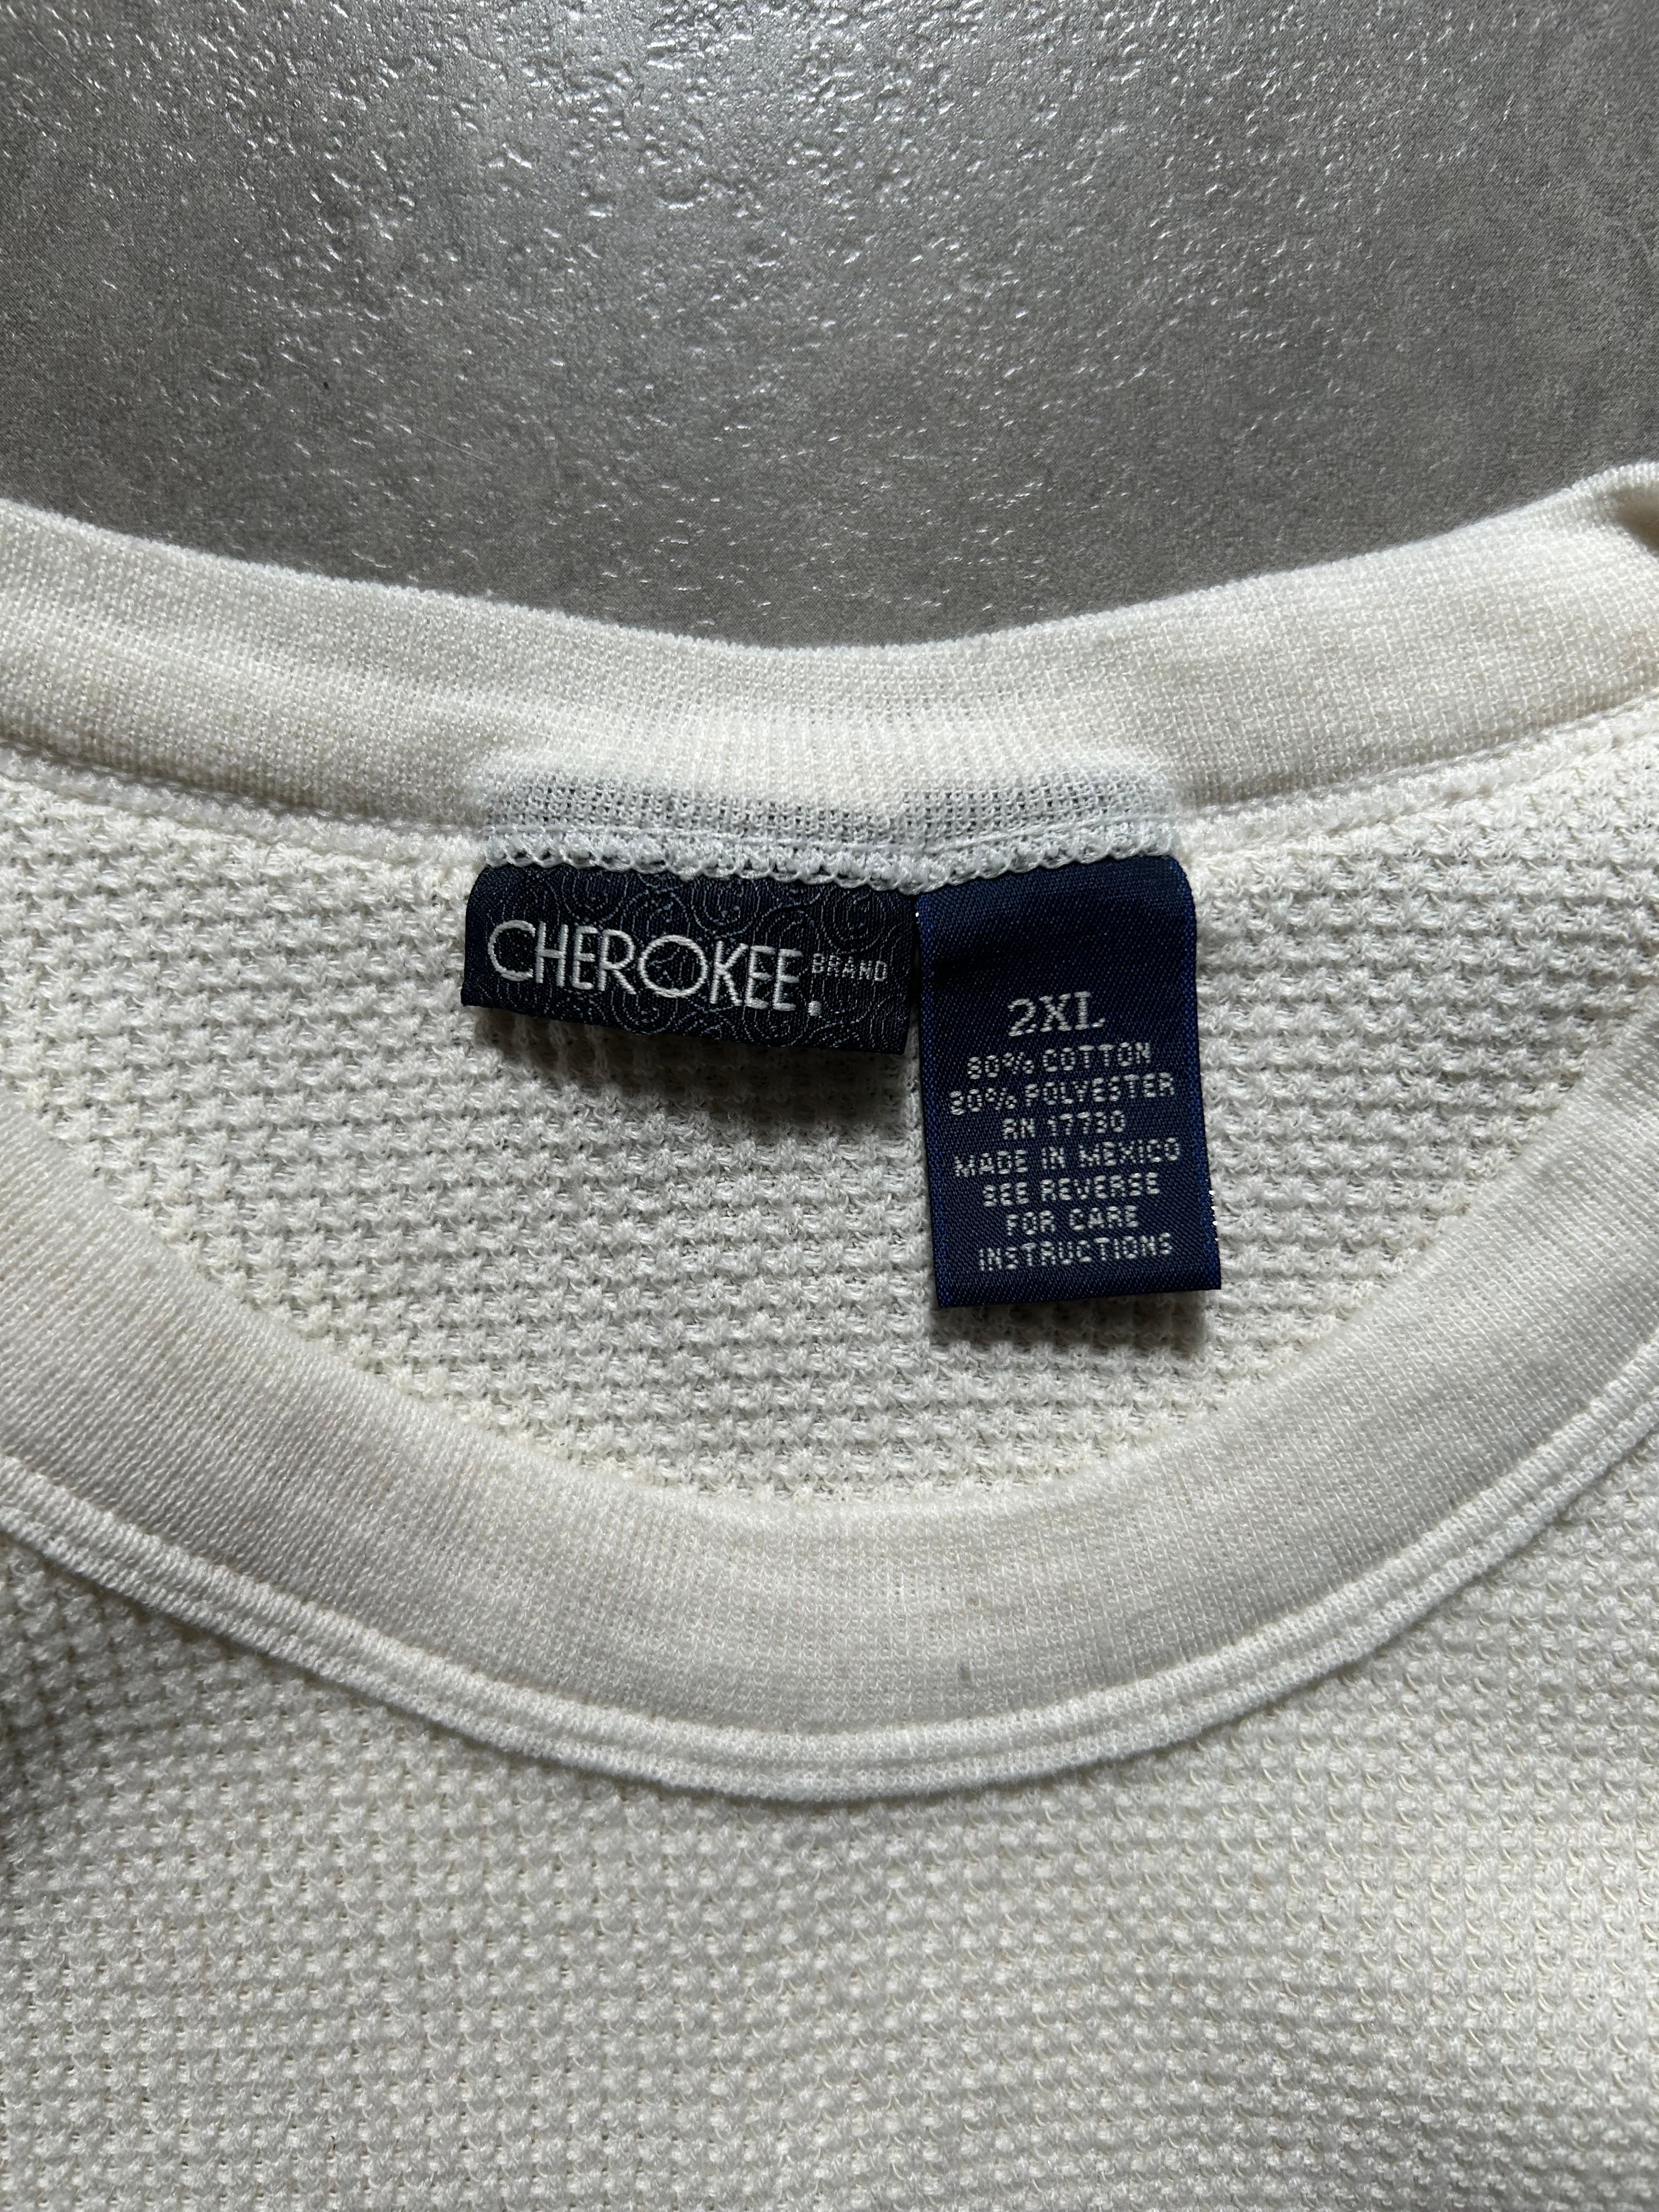 CHEROKEE. BRAND
2XL
80% COTTON
20% POLYESTER
RN 17730
MADE IN MEXICO
SEE REVERSE
FOR CARE
INSTRUCTIONS